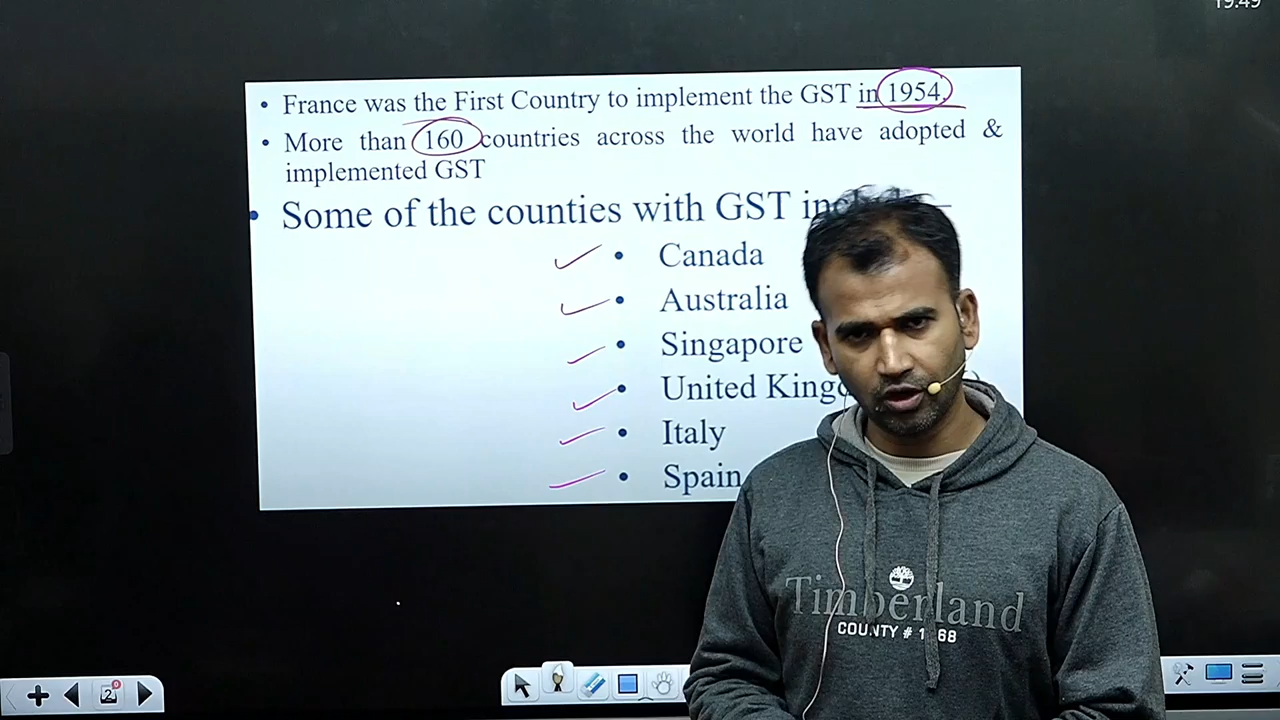 19:49
• France was the First Country to implement the GST in 1954.
• More than 160 countries across the world have adopted &
implemented GST
• Some of the counties with GST
• Canada
• Australia
• Singapore
• United
• Italy
• Spain
Timberland
COUNTY #
2